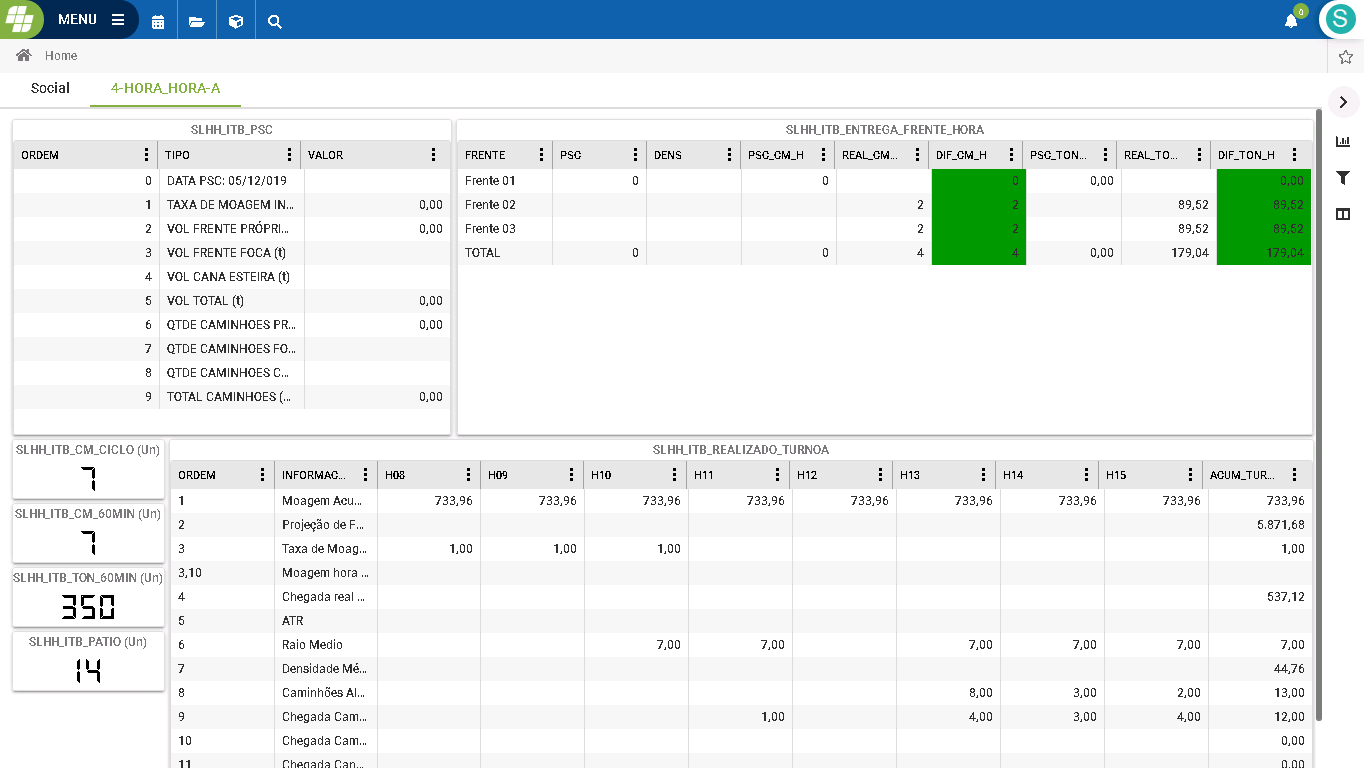 MENU
0
S
Home
Social 4-HORA_HORA-A
SLHH_ITB_PSC
ORDEM TIPO VALOR
0 DATA PSC: 05/12/019
1 TAXA DE MOAGEM IN... 0,00
2 VOL FRENTE PRÓPRI... 0,00
3 VOL FRENTE FOCA (t)
4 VOL CANA ESTEIRA (t)
5 VOL TOTAL (t) 0,00
6 QTDE CAMINHOES PR... 0,00
7 QTDE CAMINHOES FO...
8 QTDE CAMINHOES C...
9 TOTAL CAMINHOES (... 0,00
SLHH_ITB_ENTREGA_FRENTE_HORA
FRENTE PSC DENS PSC_CM_H REAL_CM... DIF_CM_H PSC_TON... REAL_TO... DIF_TON_H
Frente 01 0 0 0 0,00 0,00
Frente 02 2 2 89,52 89,52
Frente 03 2 2 89,52 89,52
TOTAL 0 0 4 4 0,00 179,04 179,04
SLHH_ITB_CM_CICLO (Un)
7
SLHH_ITB_CM_60MIN (Un)
7
SLHH_ITB_TON_60MIN (Un)
350
SLHH_ITB_PATIO (Un)
14
SLHH_ITB_REALIZADO_TURNOA
ORDEM INFORMAC... H08 H09 H10 H11 H12 H13 H14 H15 ACUM_TUR...
1 Moagem Acu... 733,96 733,96 733,96 733,96 733,96 733,96 733,96 733,96 733,96
2 Projeção de F... 5.871,68
3 Taxa de Moag... 1,00 1,00 1,00 1,00
3,10 Moagem hora ...
4 Chegada real ... 537,12
5 ATR
6 Raio Medio 7,00 7,00 7,00 7,00 7,00 7,00
7 Densidade Mé... 44,76
8 Caminhões Al... 8,00 3,00 2,00 13,00
9 Chegada Cam... 1,00 4,00 3,00 4,00 12,00
10 Chegada Cam... 0,00
11 Chegada Can... 0,00